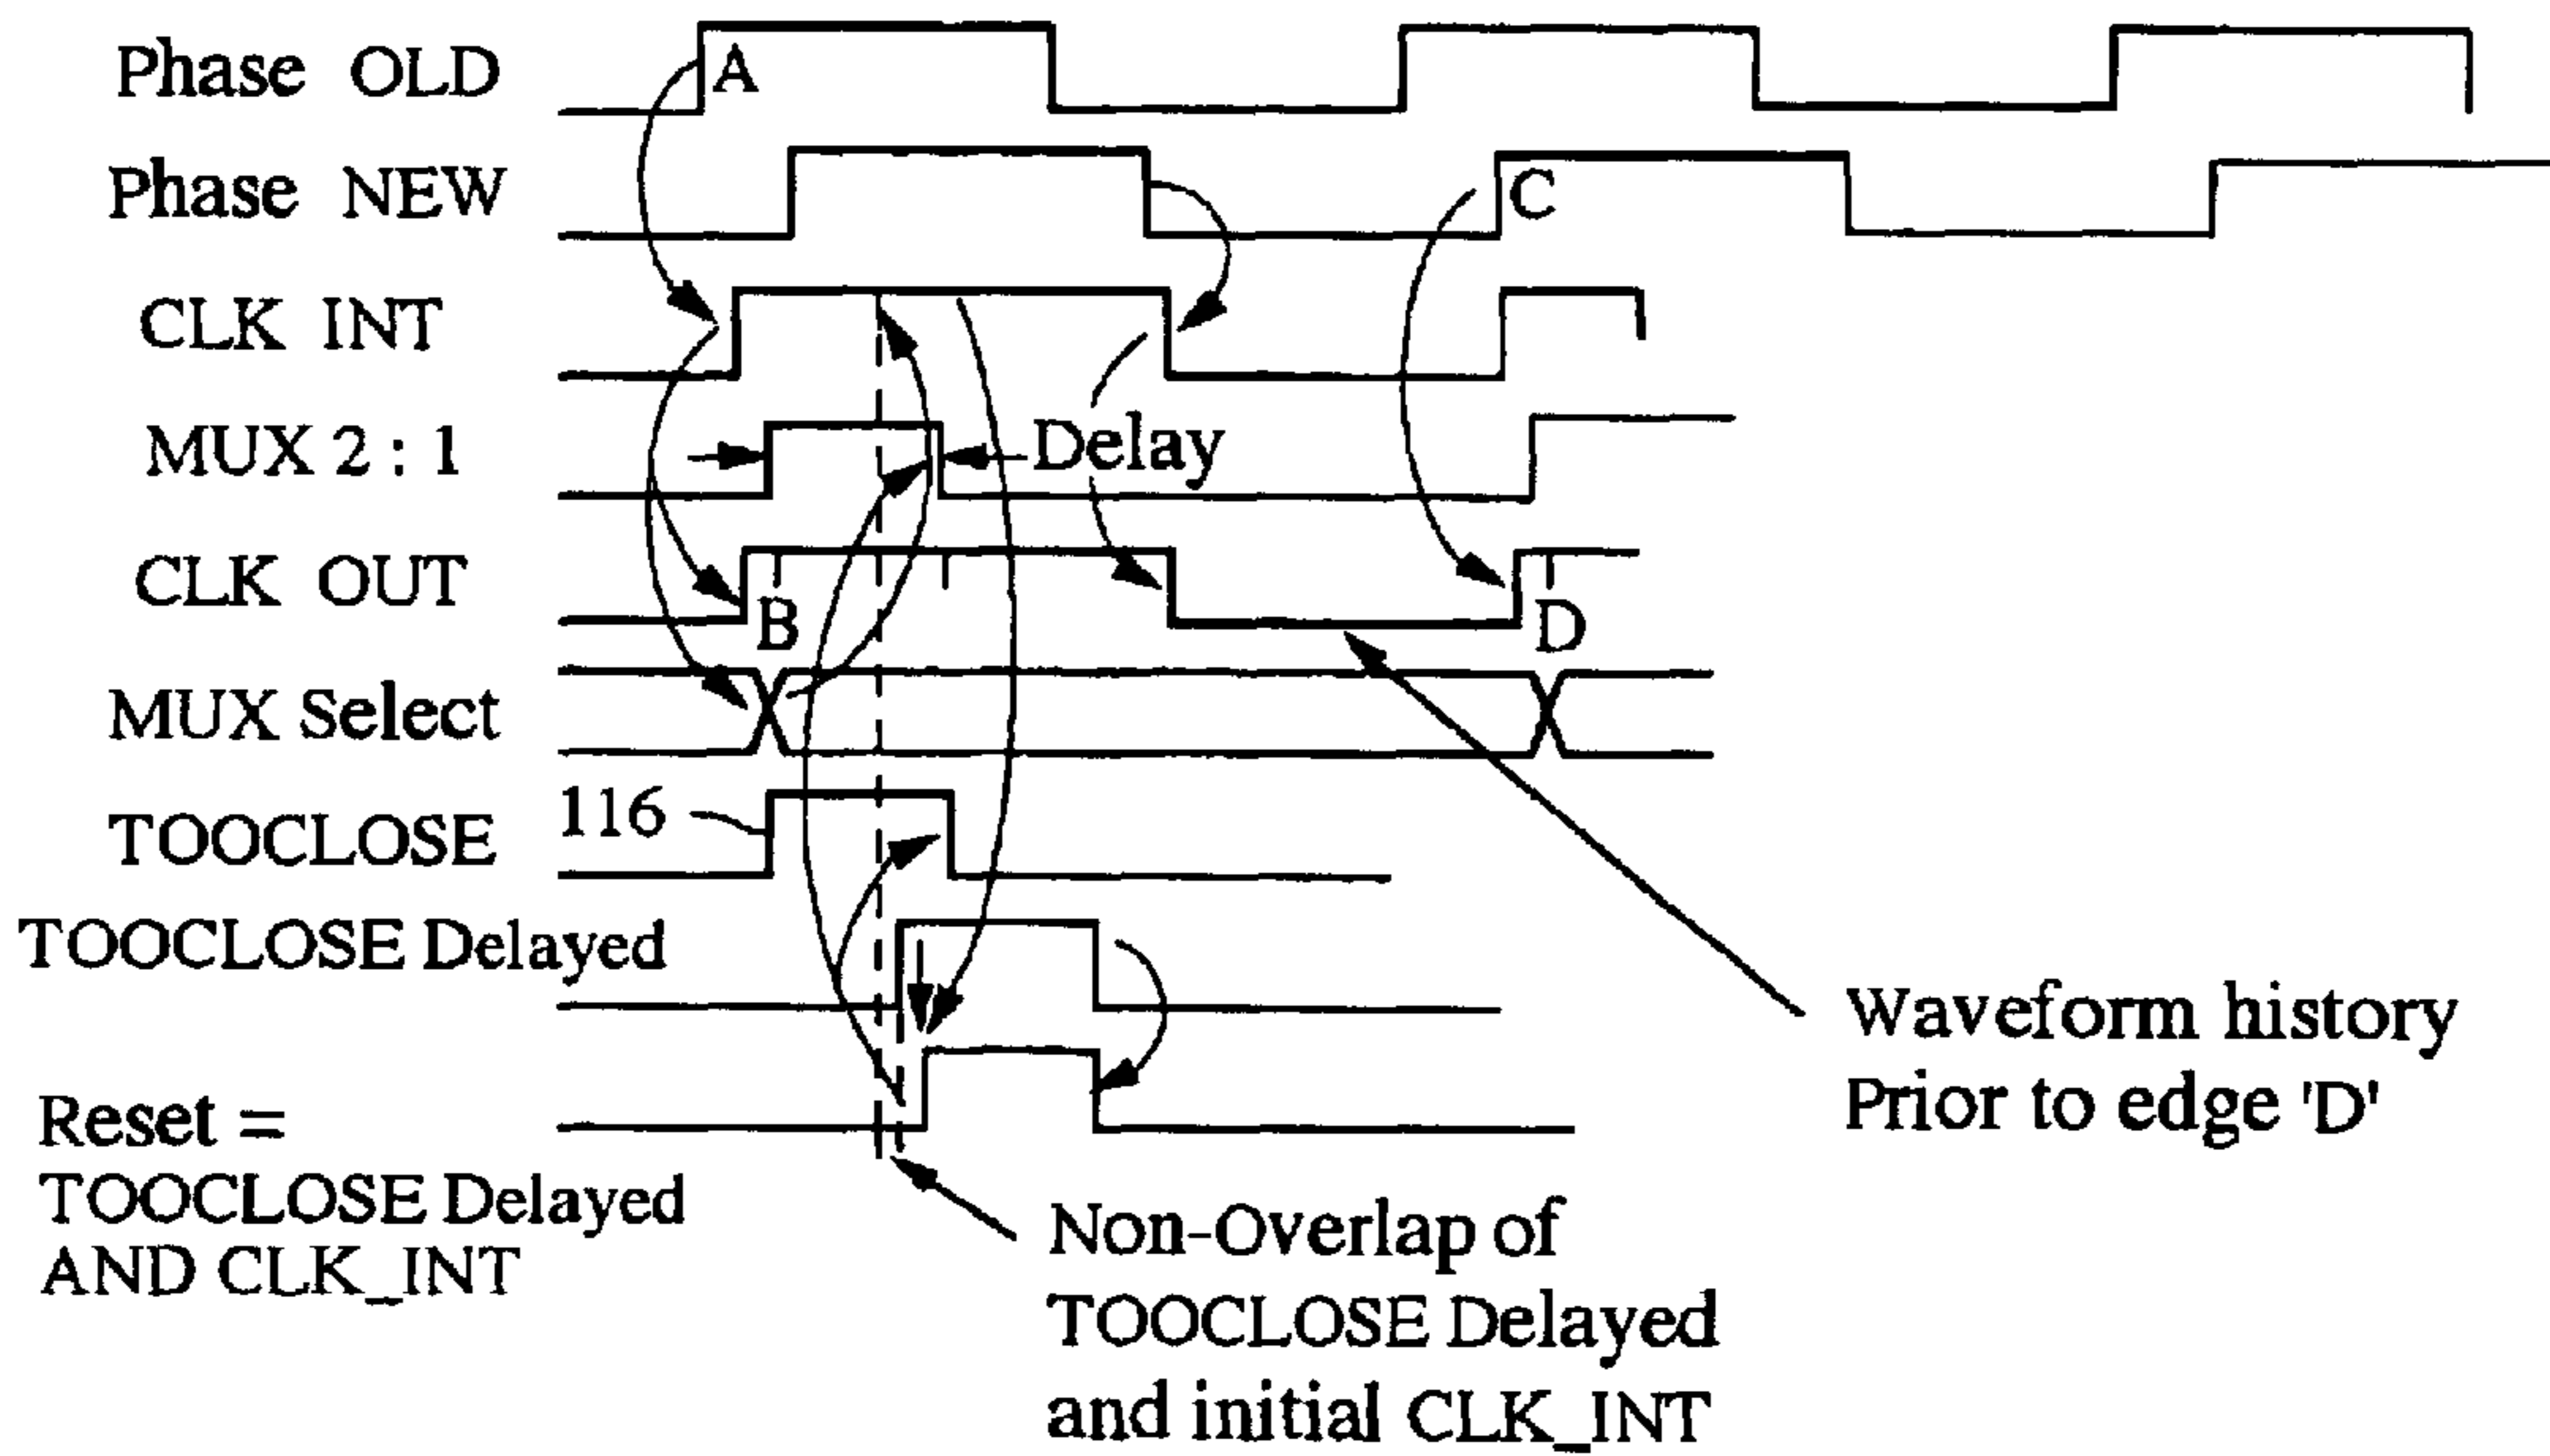 Phase OLD
A
Phase NEW
C
CLK INT
MUX 2 : 1
Delay
CLK OUT
B
D
MUX Select
116
TOOCLOSE
TOOCLOSE Delayed
Waveform history
Prior to edge 'D'
Reset =
TOOCLOSE Delayed
AND CLK_INT
Non-Overlap of
TOOCLOSE Delayed
and initial CLK_INT